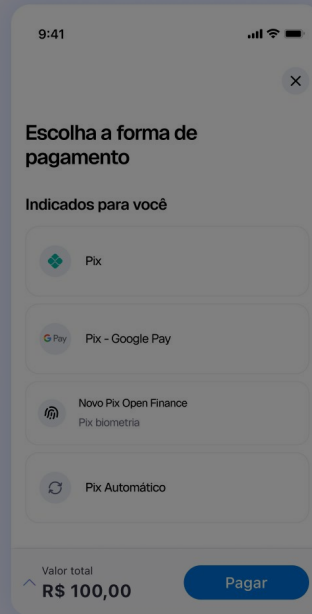 9:41
Escolha a forma de
pagamento
Indicados para você
Pix
G Pay
Pix - Google Pay
Novo Pix Open Finance
Pix biometria
Pix Automático
Valor total
R$ 100,00
Pagar